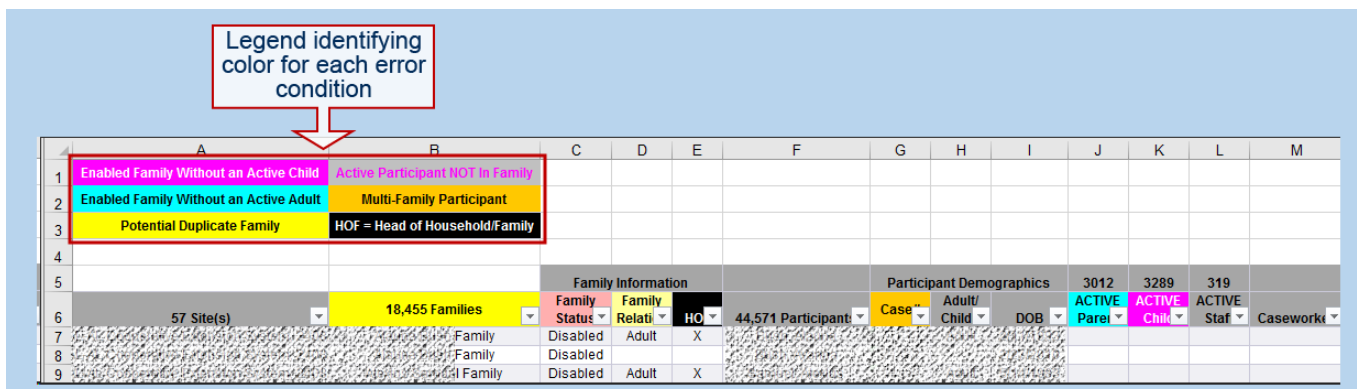 Legend identifying
color for each error
condition
A B C D E F G H I J K L M
1 Enabled Family Without an Active Child Active Participant NOT In Family
2 Enabled Family Without an Active Adult Multi-Family Participant
3 Potential Duplicate Family HOF = Head of Household/Family
4
5 Family Information Participant Demographics 3012 3289 319
6 57 Site(s) 18,455 Families Family Status Family Relati HO 44,571 Participant Case Adult/ Child DOB ACTIVE Parel ACTIVE Child ACTIVE Staf Caseworke
7 Family Disabled Adult X
8 Family Disabled
9 Family Disabled Adult X